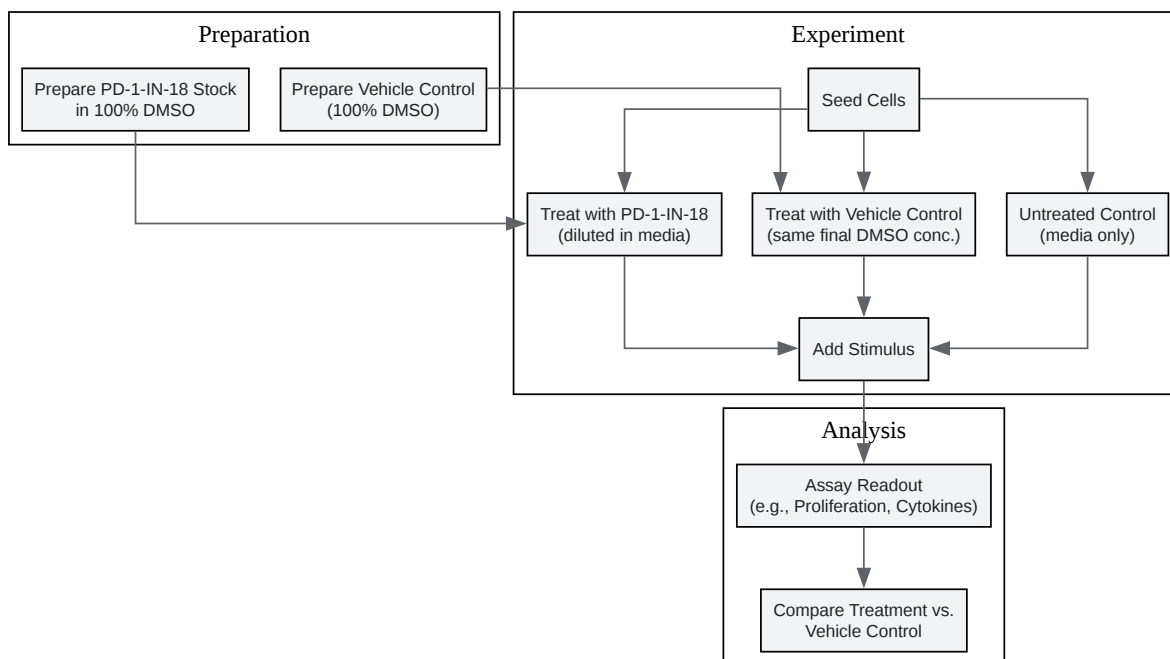 Preparation
Prepare PD-1-IN-18 Stock
in 100% DMSO
Prepare Vehicle Control
(100% DMSO)
Experiment
Seed Cells
Treat with PD-1-IN-18
(diluted in media)
Treat with Vehicle Control
(same final DMSO conc.)
Untreated Control
(media only)
Add Stimulus
Analysis
Assay Readout
(e.g., Proliferation, Cytokines)
Compare Treatment vs.
Vehicle Control